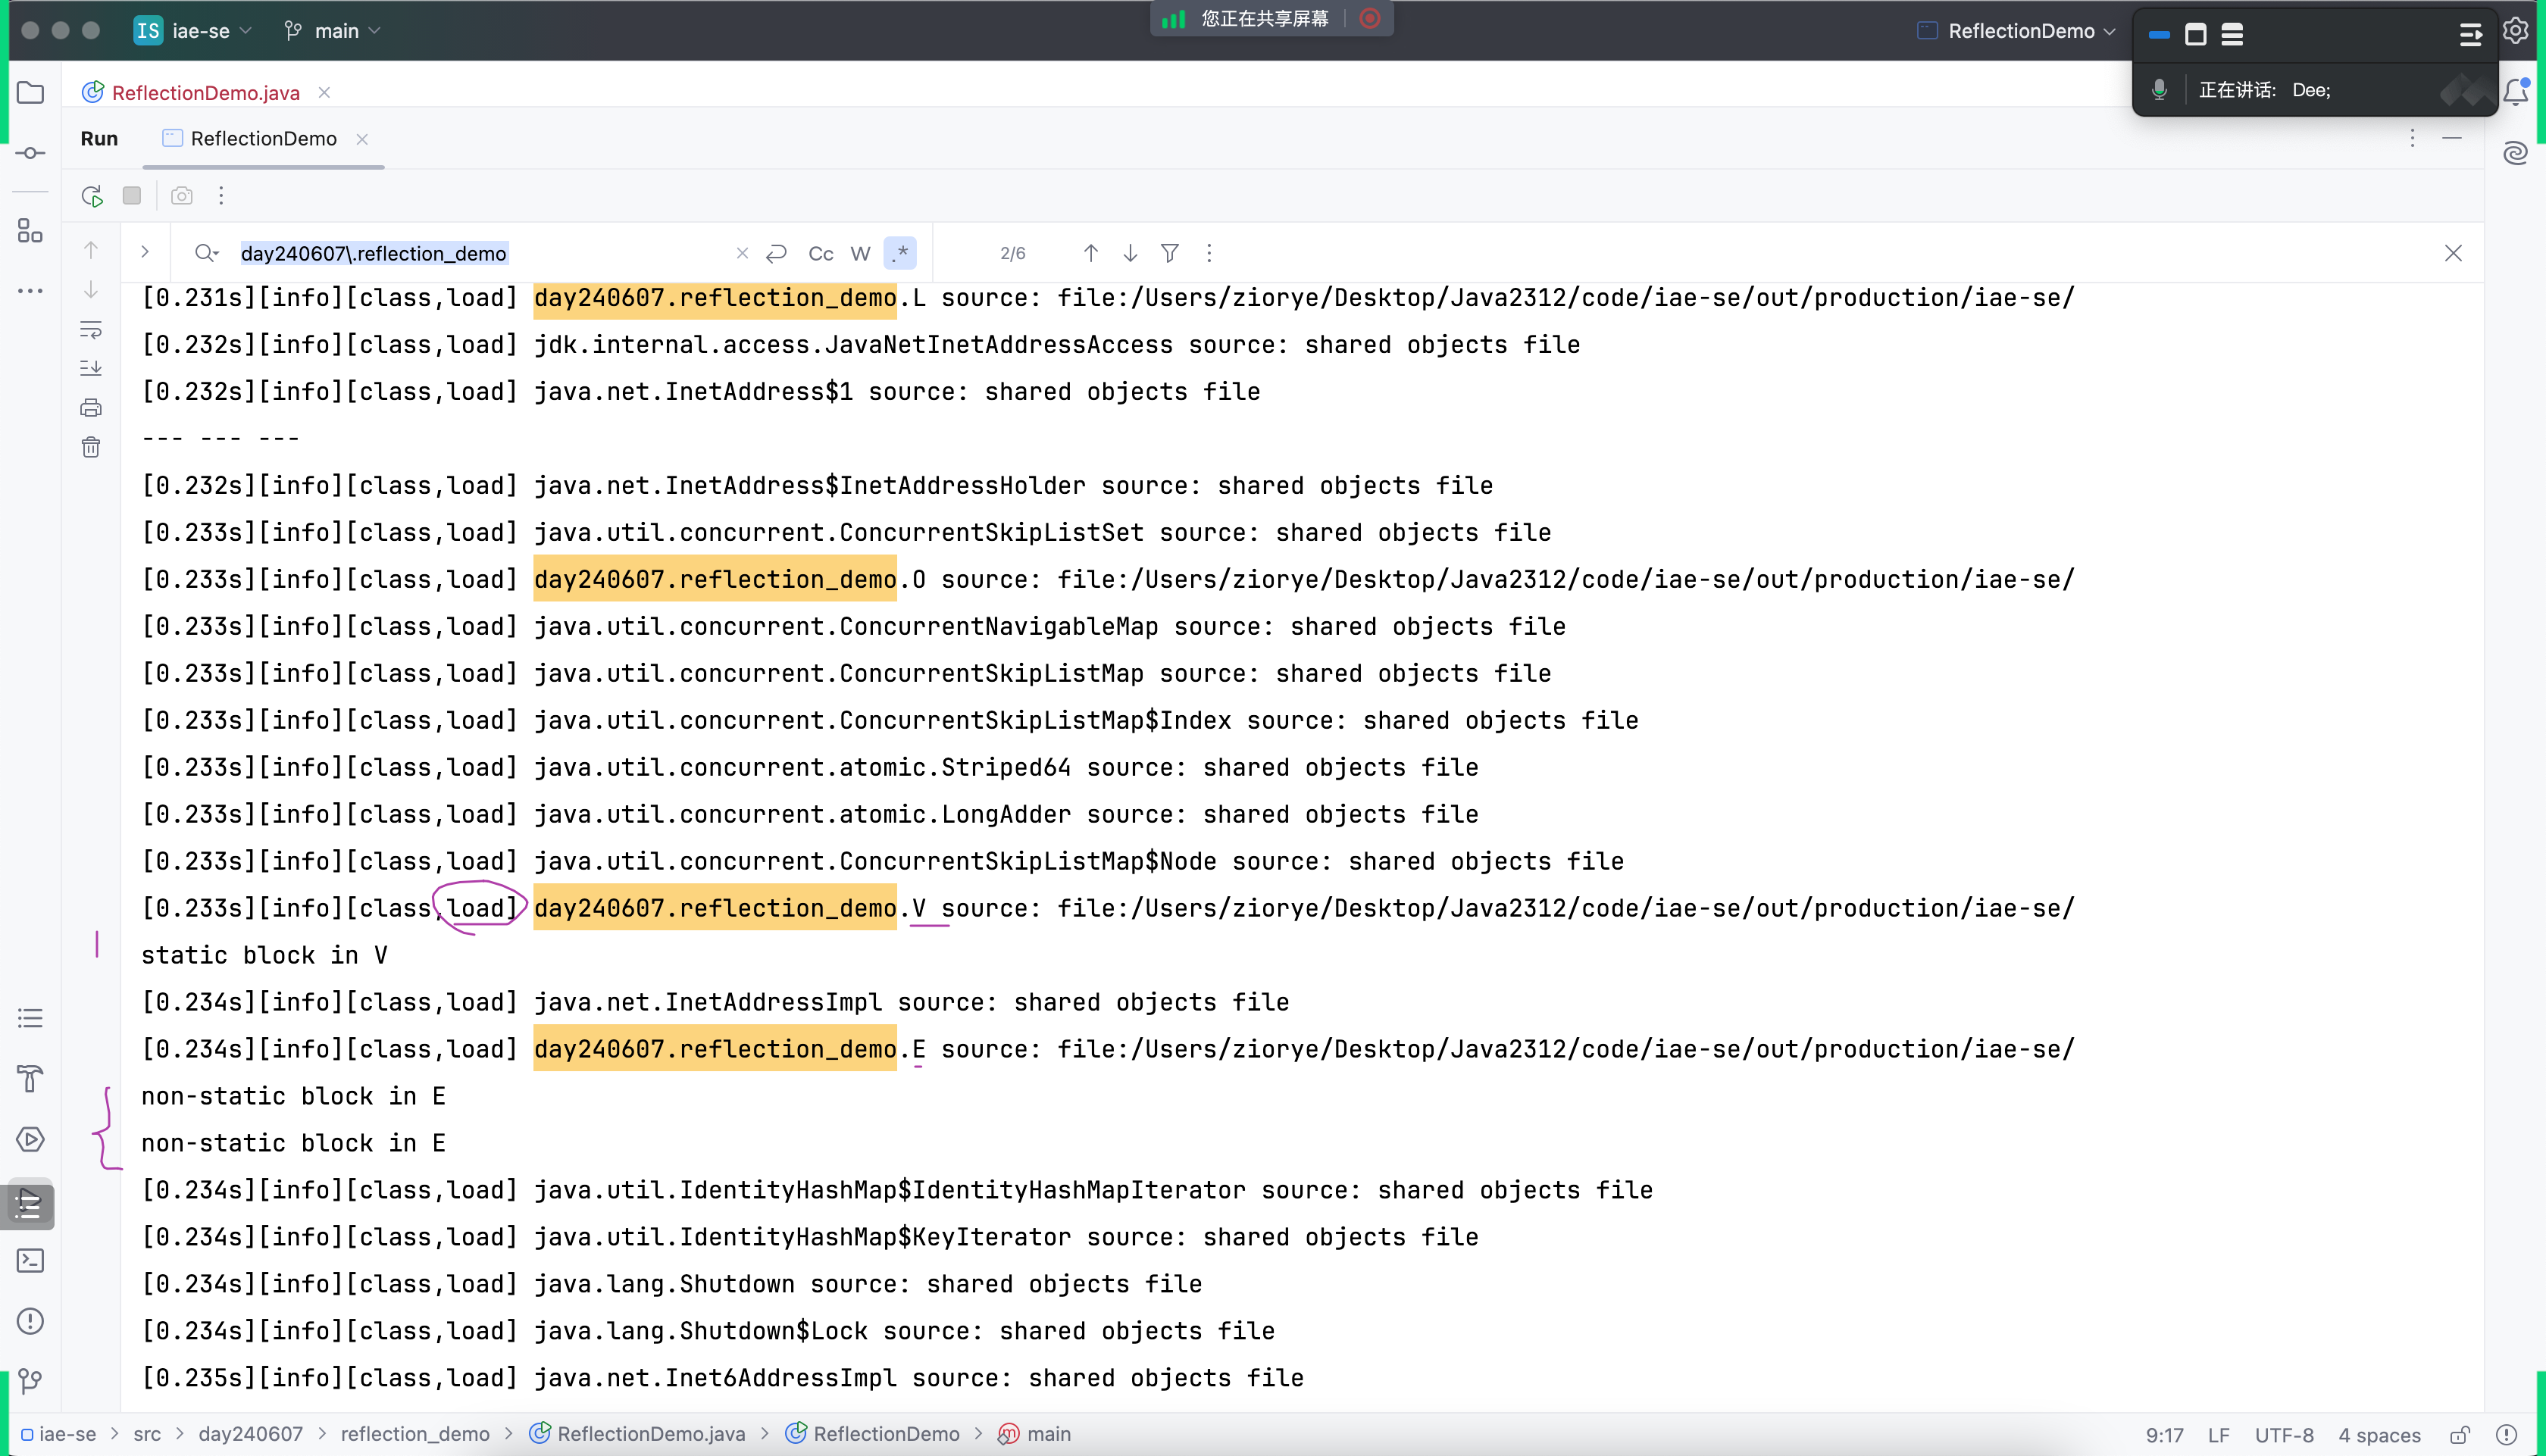 IS iae-se main
您正在共享屏幕
ReflectionDemo
正在讲话: Dee;
ReflectionDemo.java
Run ReflectionDemo
day240607\.reflection_demo Cc W .* 2/6
[0.231s][info][class,load] day240607.reflection_demo.L source: file:/Users/ziorye/Desktop/Java2312/code/iae-se/out/production/iae-se/
[0.232s][info][class,load] jdk.internal.access.JavaNetInetAddressAccess source: shared objects file
[0.232s][info][class,load] java.net.InetAddress$1 source: shared objects file
--- --- ---
[0.232s][info][class,load] java.net.InetAddress$InetAddressHolder source: shared objects file
[0.233s][info][class,load] java.util.concurrent.ConcurrentSkipListSet source: shared objects file
[0.233s][info][class,load] day240607.reflection_demo.O source: file:/Users/ziorye/Desktop/Java2312/code/iae-se/out/production/iae-se/
[0.233s][info][class,load] java.util.concurrent.ConcurrentNavigableMap source: shared objects file
[0.233s][info][class,load] java.util.concurrent.ConcurrentSkipListMap source: shared objects file
[0.233s][info][class,load] java.util.concurrent.ConcurrentSkipListMap$Index source: shared objects file
[0.233s][info][class,load] java.util.concurrent.atomic.Striped64 source: shared objects file
[0.233s][info][class,load] java.util.concurrent.atomic.LongAdder source: shared objects file
[0.233s][info][class,load] java.util.concurrent.ConcurrentSkipListMap$Node source: shared objects file
[0.233s][info][class,load] day240607.reflection_demo.V source: file:/Users/ziorye/Desktop/Java2312/code/iae-se/out/production/iae-se/
static block in V
[0.234s][info][class,load] java.net.InetAddressImpl source: shared objects file
[0.234s][info][class,load] day240607.reflection_demo.E source: file:/Users/ziorye/Desktop/Java2312/code/iae-se/out/production/iae-se/
non-static block in E
non-static block in E
[0.234s][info][class,load] java.util.IdentityHashMap$IdentityHashMapIterator source: shared objects file
[0.234s][info][class,load] java.util.IdentityHashMap$KeyIterator source: shared objects file
[0.234s][info][class,load] java.lang.Shutdown source: shared objects file
[0.234s][info][class,load] java.lang.Shutdown$Lock source: shared objects file
[0.235s][info][class,load] java.net.Inet6AddressImpl source: shared objects file
iae-se > src > day240607 > reflection_demo > ReflectionDemo.java > ReflectionDemo > main 9:17 LF UTF-8 4 spaces